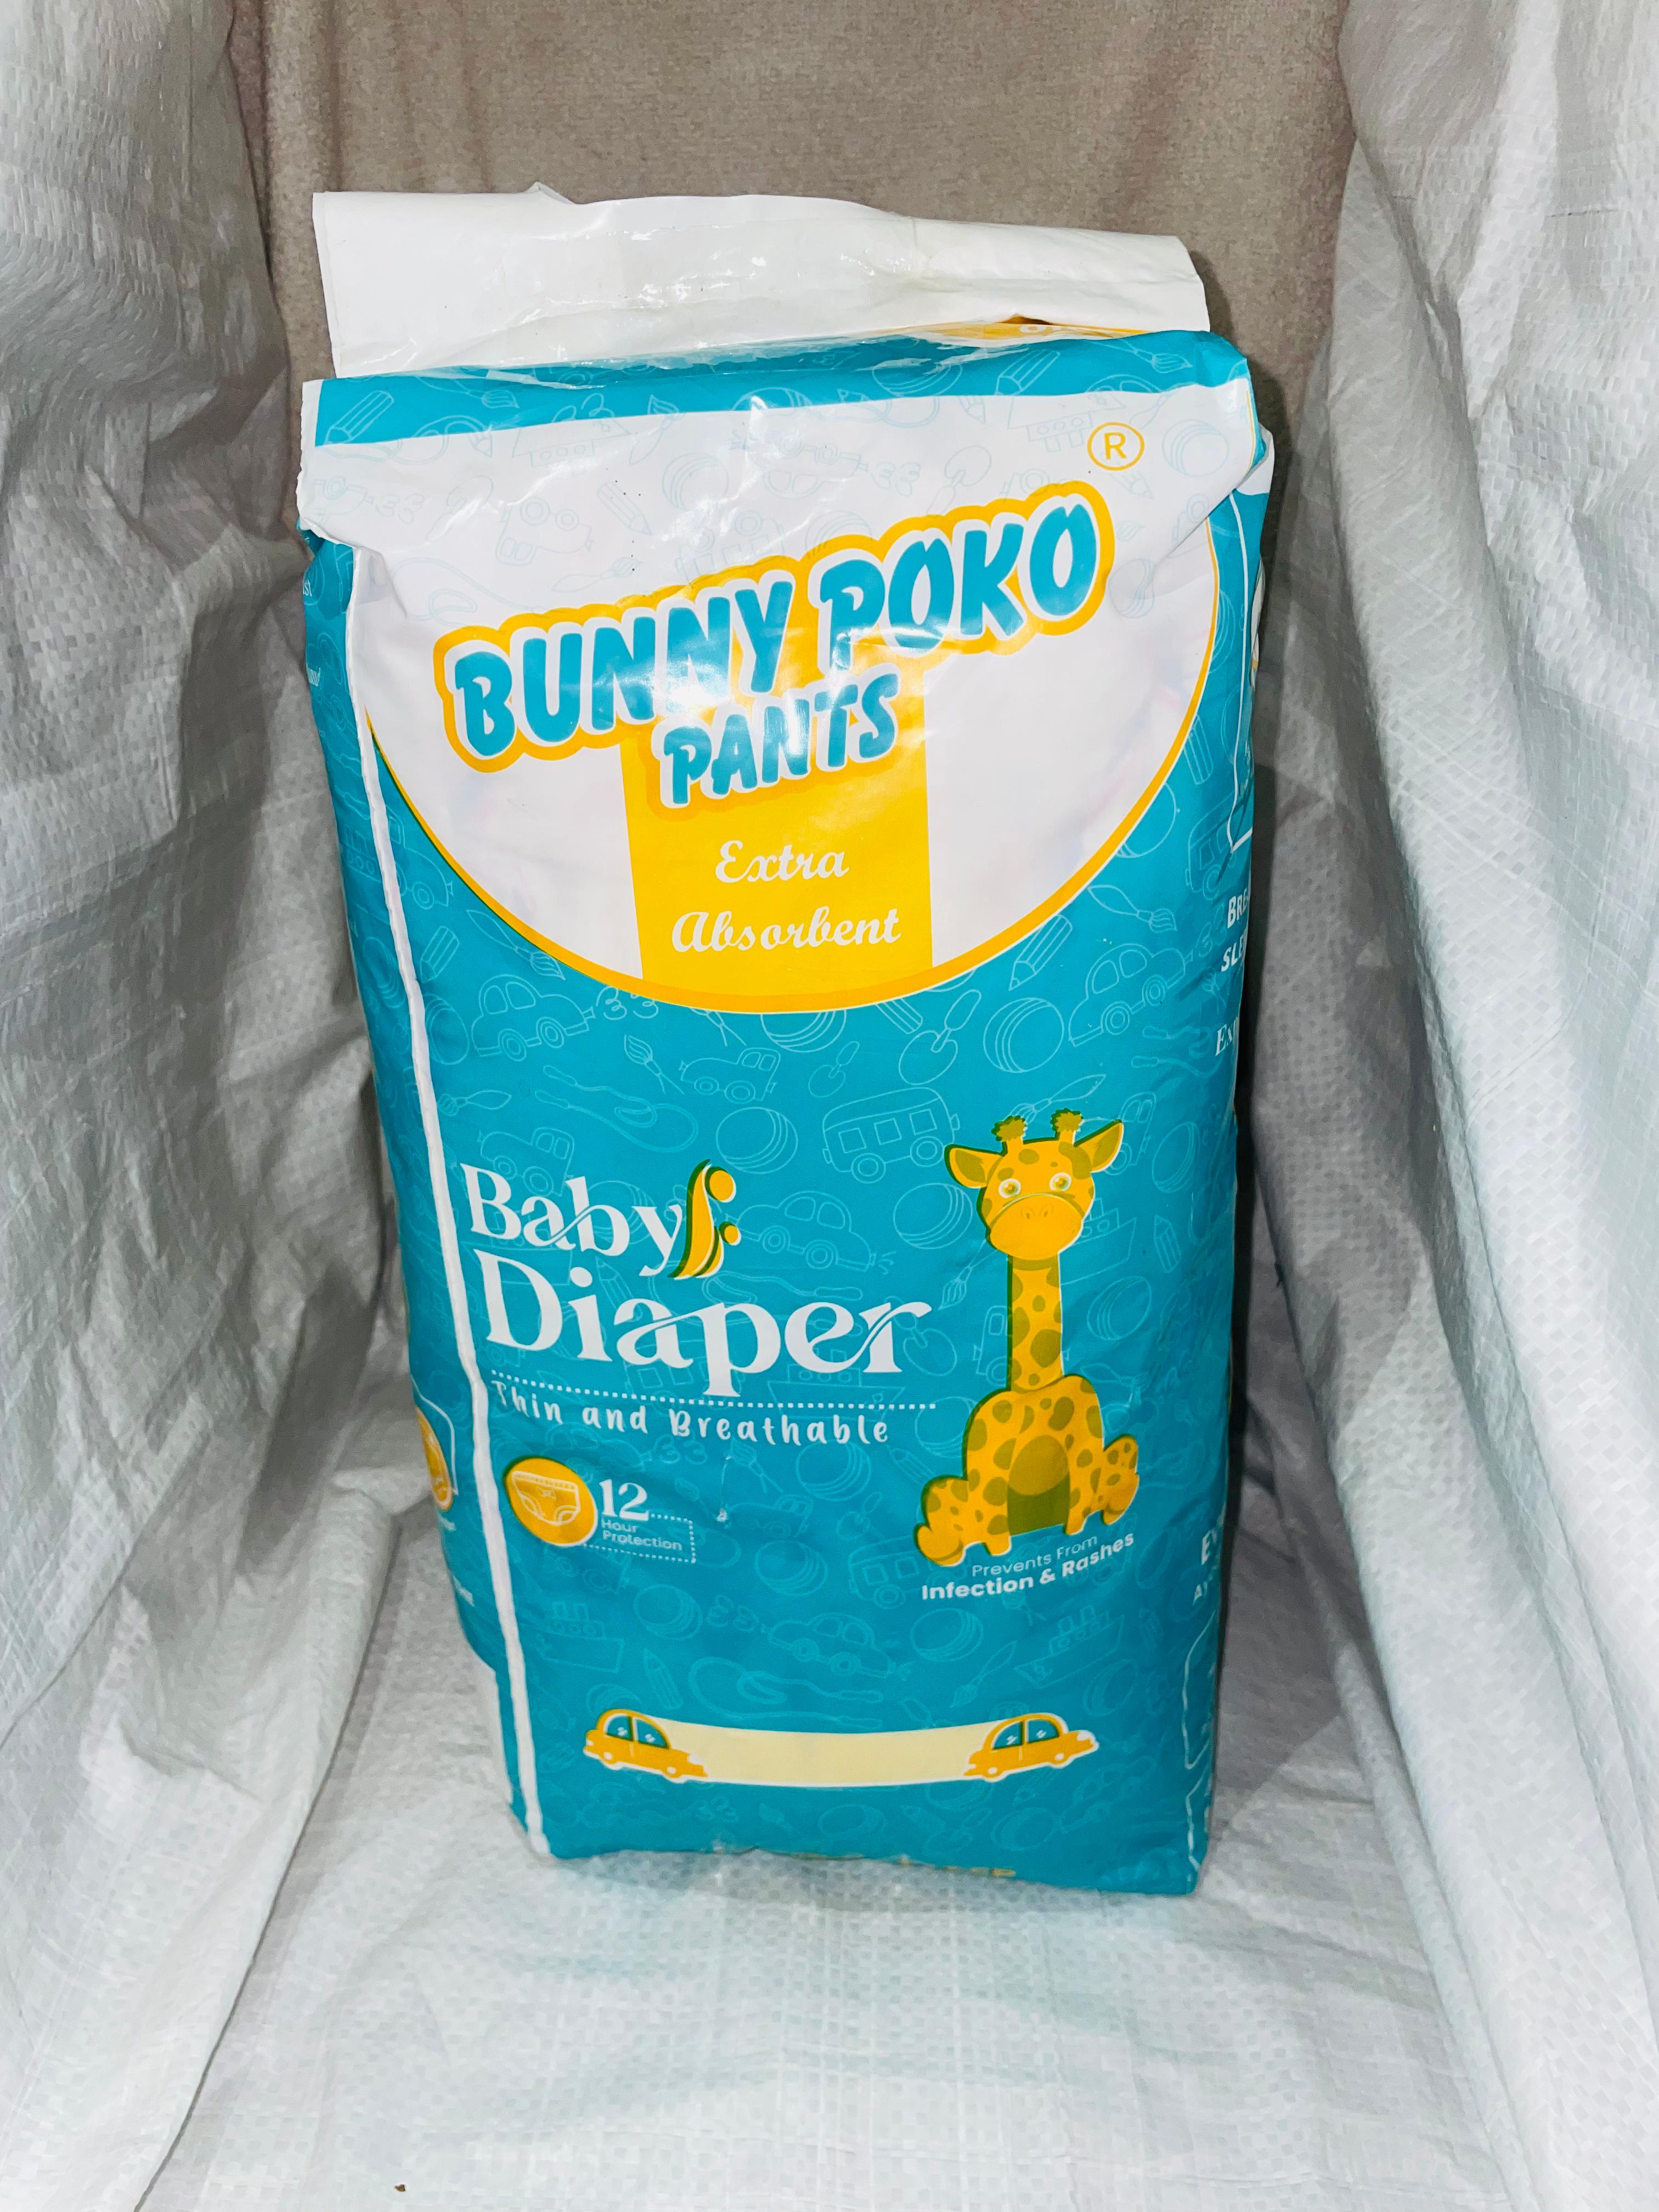 ®
BUNNY POKO
PANTS
Extra
Absorbent
Baby
Diaper
Thin and Breathable
12
Hour
Protection
Prevents From
Infection & Rashes